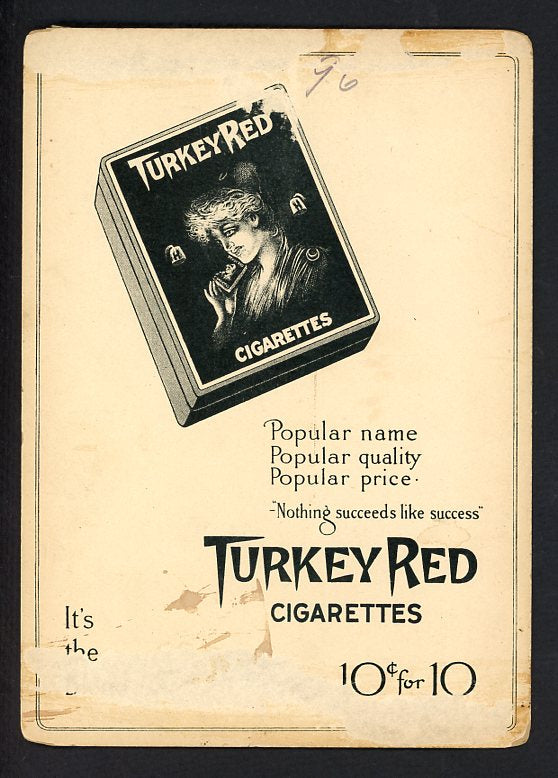 76
TURKEY RED
CIGARETTES
Popular name
Popular quality
Popular price.
-"Nothing succeeds like success"
TURKEY RED
CIGARETTES
It's
the
10¢ for 10